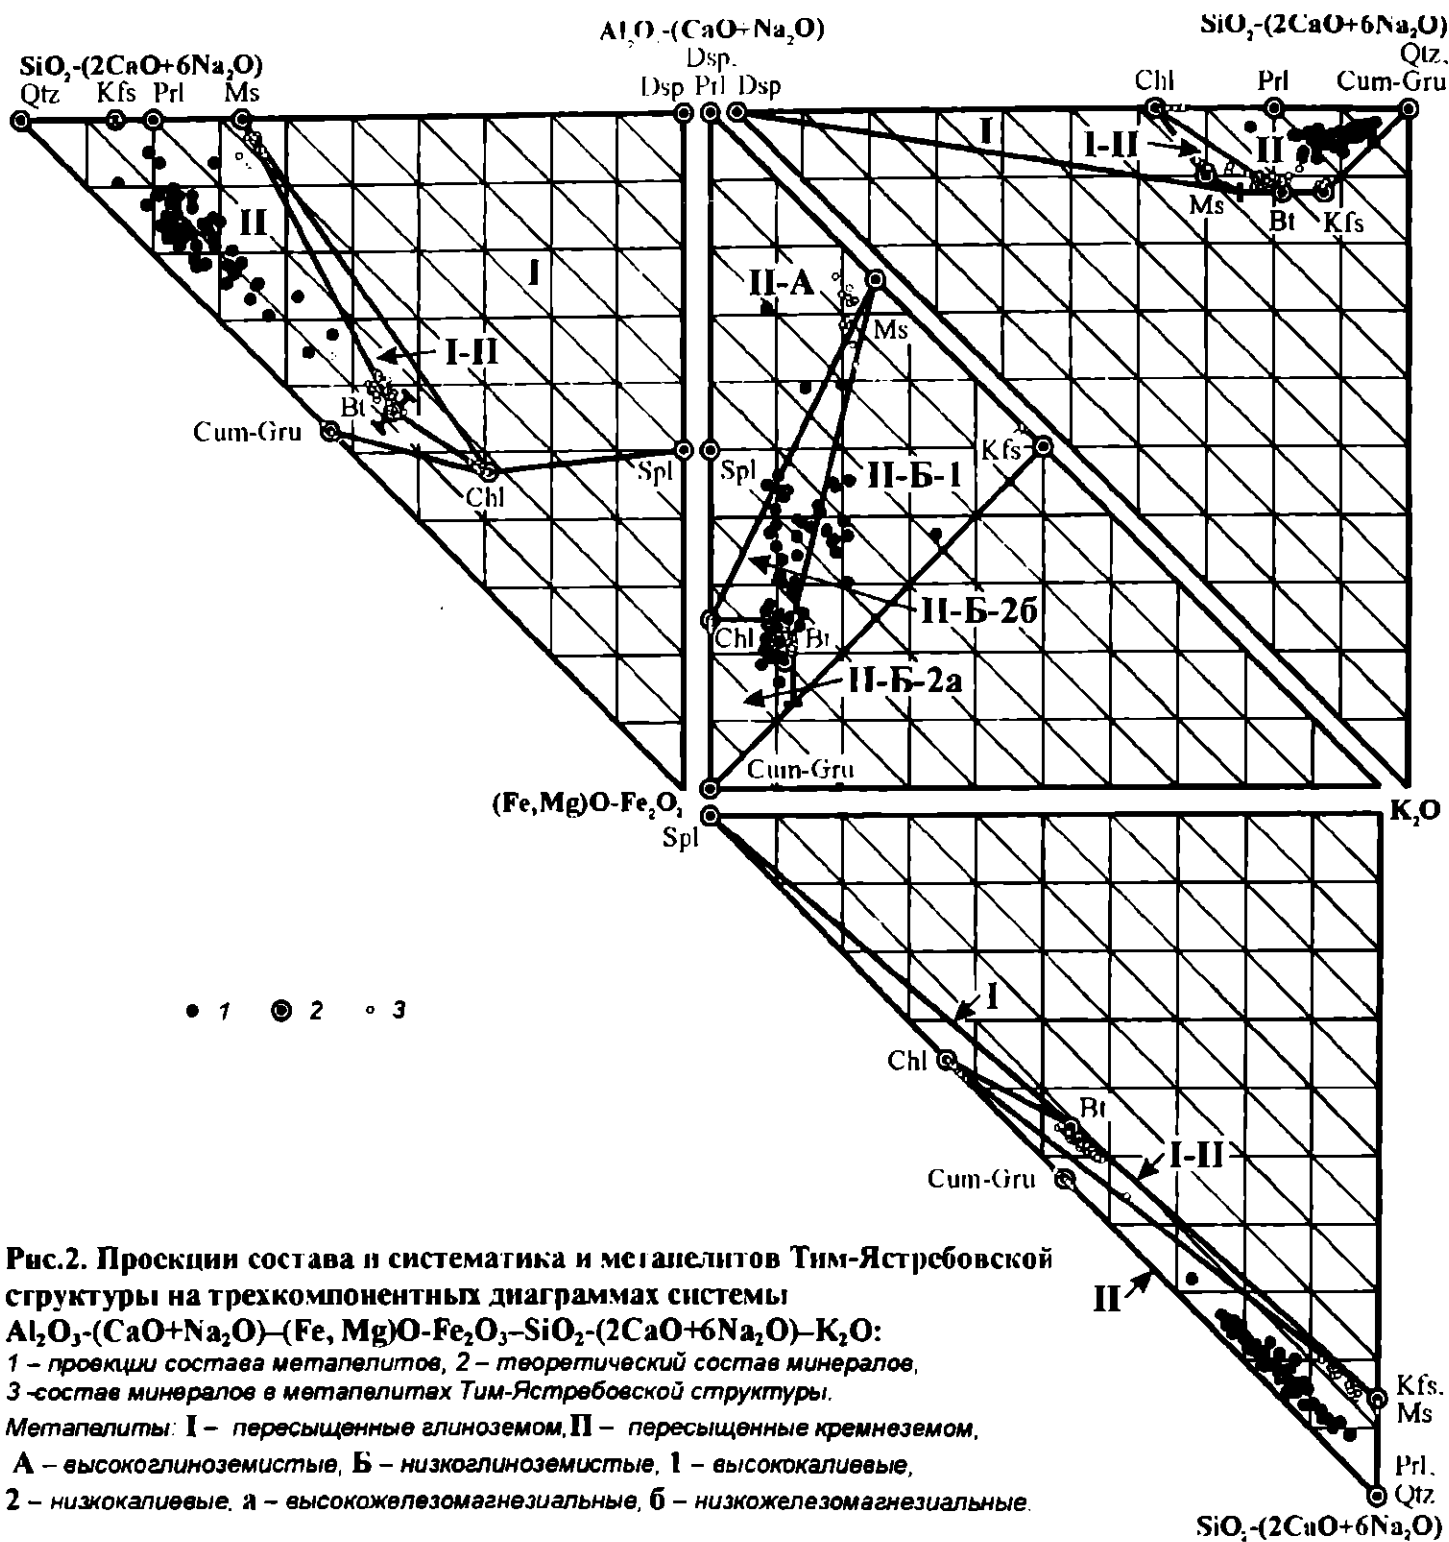 Al₂O₃-(CaO+Na₂O)
SiO₂-(2CaO+6Na₂O)
SiO₂-(2CaO+6Na₂O)
Qtz Kfs Prl Ms
Dsp.
Dsp Prl Dsp
Chl Prl
Qtz.
Cum-Gru
I
I-II
II
Ms Bt Kfs
II
I
II-A
Ms
I-II
Bt
Cum-Gru
Chl
Spl
Spl
Kfs
II-Б-1
II-Б-2б
Chl
Bt
II-Б-2а
Cum-Gru
(Fe,Mg)O-Fe₂O₃
K₂O
Spl
I
Chl
Bt
I-II
Cum-Gru
II
Kfs.
Ms
Prl.
Qtz
SiO₂-(2CaO+6Na₂O)
1 2 3
Рис.2. Проекции состава и систематика и метапелитов Тим-Ястребовской
структуры на трехкомпонентных диаграммах системы
Al₂O₃-(CaO+Na₂O)–(Fe, Mg)O-Fe₂O₃–SiO₂-(2CaO+6Na₂O)–K₂O:
1 – проекции состава метапелитов, 2 – теоретический состав минералов,
3 -состав минералов в метапелитах Тим-Ястребовской структуры.
Метапелиты: I – пересыщенные глиноземом, II – пересыщенные кремнеземом,
А – высокоглиноземистые, Б – низкоглиноземистые, 1 – высококалиевые,
2 – низкокалиевые, а – высокожелезомагнезиальные, б – низкожелезомагнезиальные.